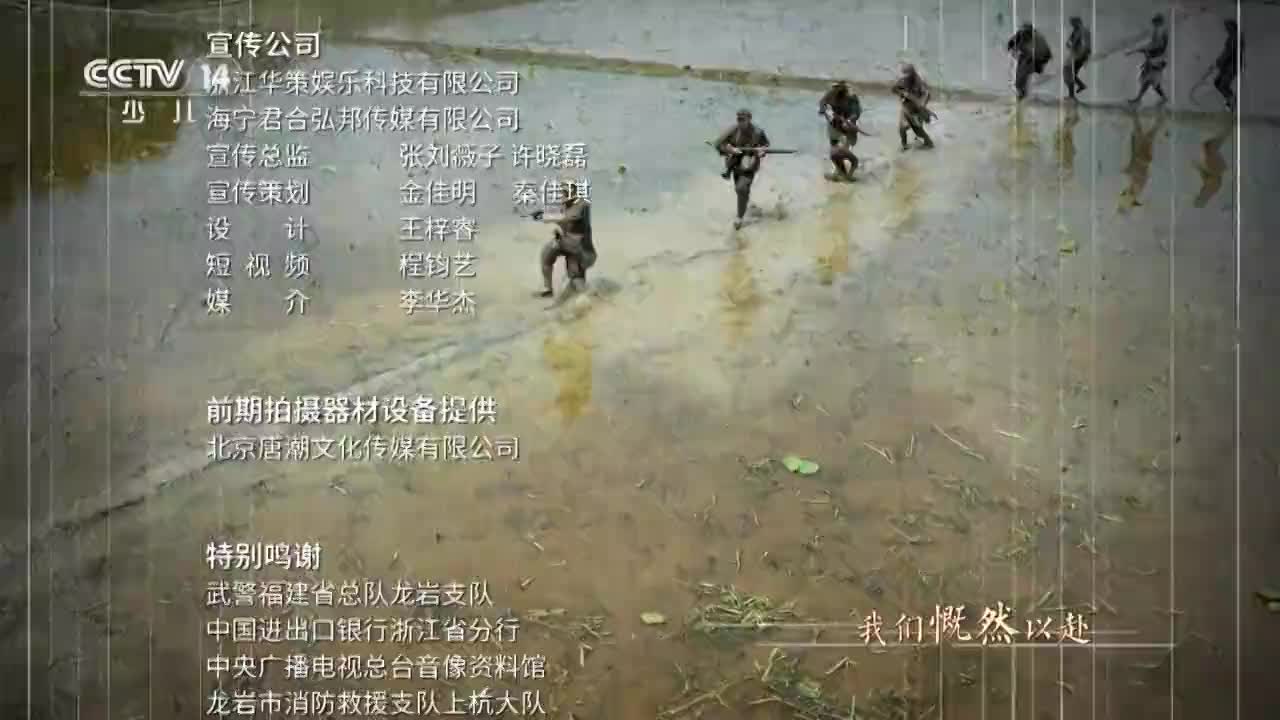 宣传公司
CCTV 14
少儿
浙江华策娱乐科技有限公司
海宁君合弘邦传媒有限公司
宣传总监 张刘薇子 许晓磊
宣传策划 金佳明 秦佳琪
设 计 王梓睿
短 视 频 程钧艺
媒 介 李华杰
前期拍摄器材设备提供
北京唐潮文化传媒有限公司
特别鸣谢
武警福建省总队龙岩支队
中国进出口银行浙江省分行
我们慨然以赴
中央广播电视总台音像资料馆
龙岩市消防救援支队上杭大队